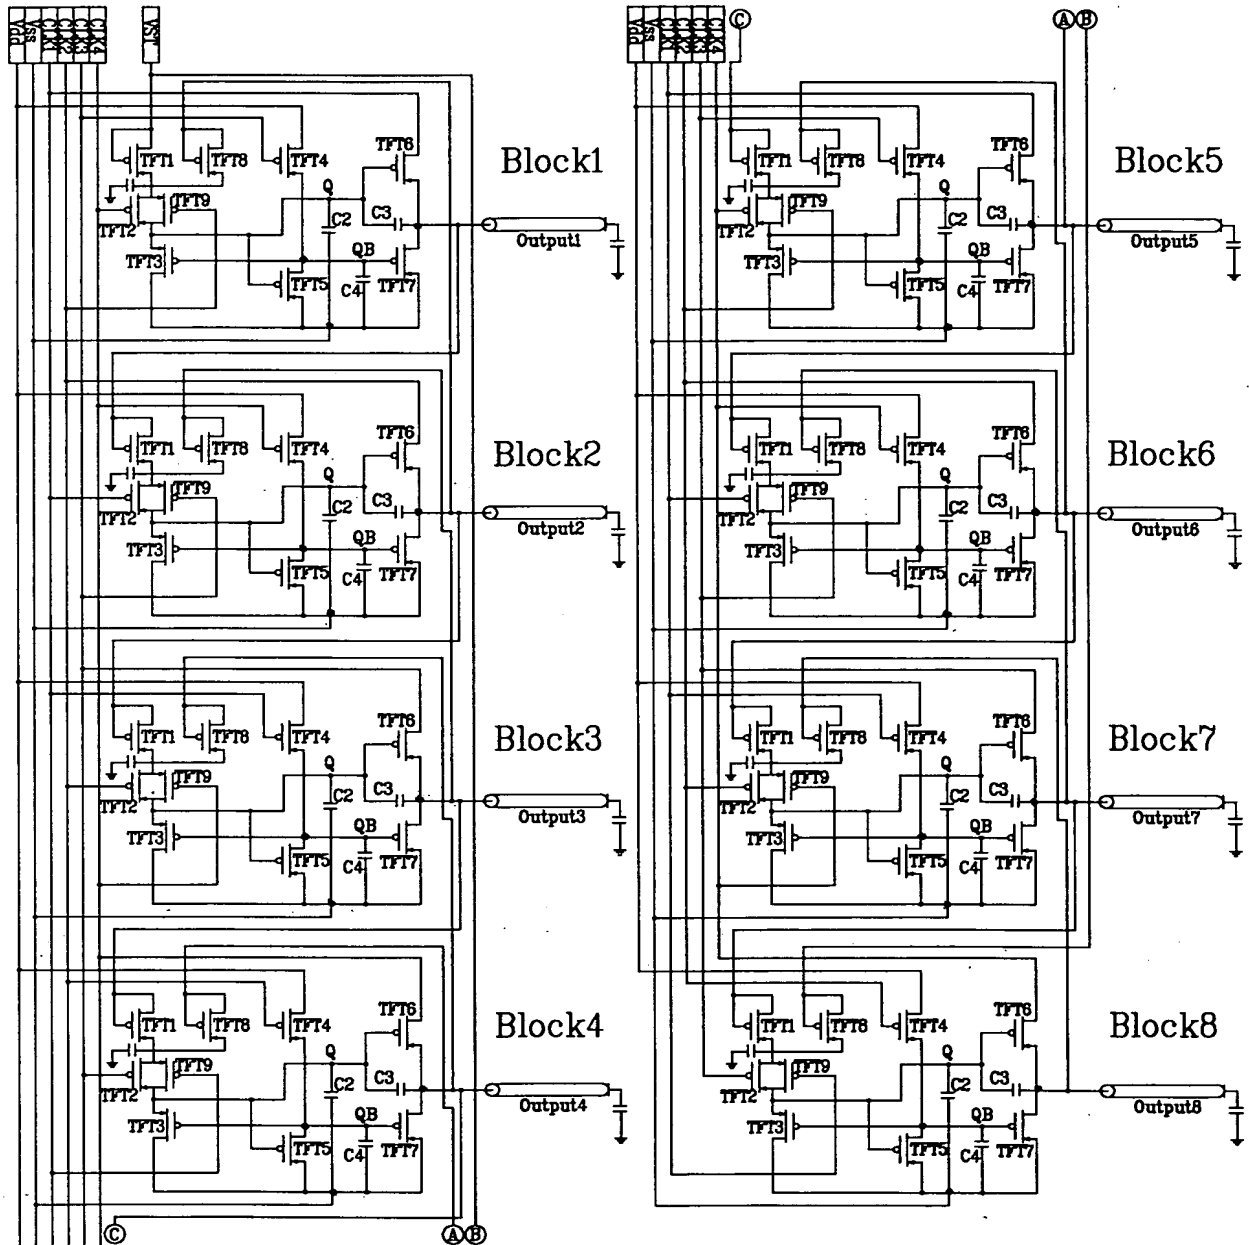 Vdd
Vss
CLK1
CLK2
CLK3
CLK4
VST
TFT1
TFT8
TFT4
TFT6
Block1
TFT9
Q
C2
C3
TFT2
Output1
TFT3
QB
TFT5
C4
TFT7
TFT1
TFT8
TFT4
TFT6
Block2
TFT9
Q
C2
C3
TFT2
Output2
TFT3
QB
TFT5
C4
TFT7
TFT1
TFT8
TFT4
TFT6
Block3
TFT9
Q
C2
C3
TFT2
Output3
TFT3
QB
TFT5
C4
TFT7
TFT1
TFT8
TFT4
TFT6
Block4
TFT9
Q
C2
C3
TFT2
Output4
TFT3
QB
TFT5
C4
TFT7
C
A
B
Vdd
Vss
CLK1
CLK2
CLK3
CLK4
C
A
B
TFT1
TFT8
TFT4
TFT6
Block5
TFT9
Q
C2
C3
TFT2
Output5
TFT3
QB
TFT5
C4
TFT7
TFT1
TFT8
TFT4
TFT6
Block6
TFT9
Q
C2
C3
TFT2
Output6
TFT3
QB
TFT5
C4
TFT7
TFT1
TFT8
TFT4
TFT6
Block7
TFT9
Q
C2
C3
TFT2
Output7
TFT3
QB
TFT5
C4
TFT7
TFT1
TFT8
TFT4
TFT6
Block8
TFT9
Q
C2
C3
TFT2
Output8
TFT3
QB
TFT5
C4
TFT7